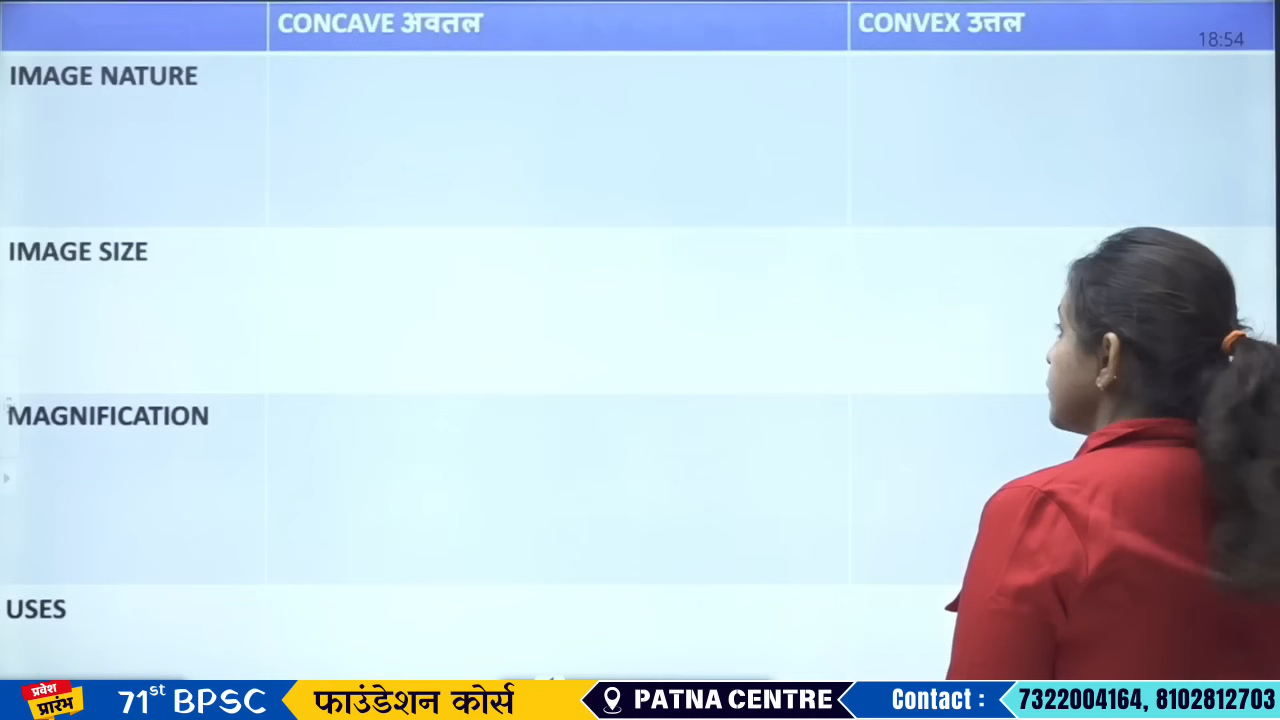 CONCAVE अवतल
CONVEX उत्तल
18:54
IMAGE NATURE
IMAGE SIZE
MAGNIFICATION
USES
प्रवेश
प्रारंभ
71st BPSC
फाउंडेशन कोर्स
PATNA CENTRE
Contact :
7322004164, 8102812703